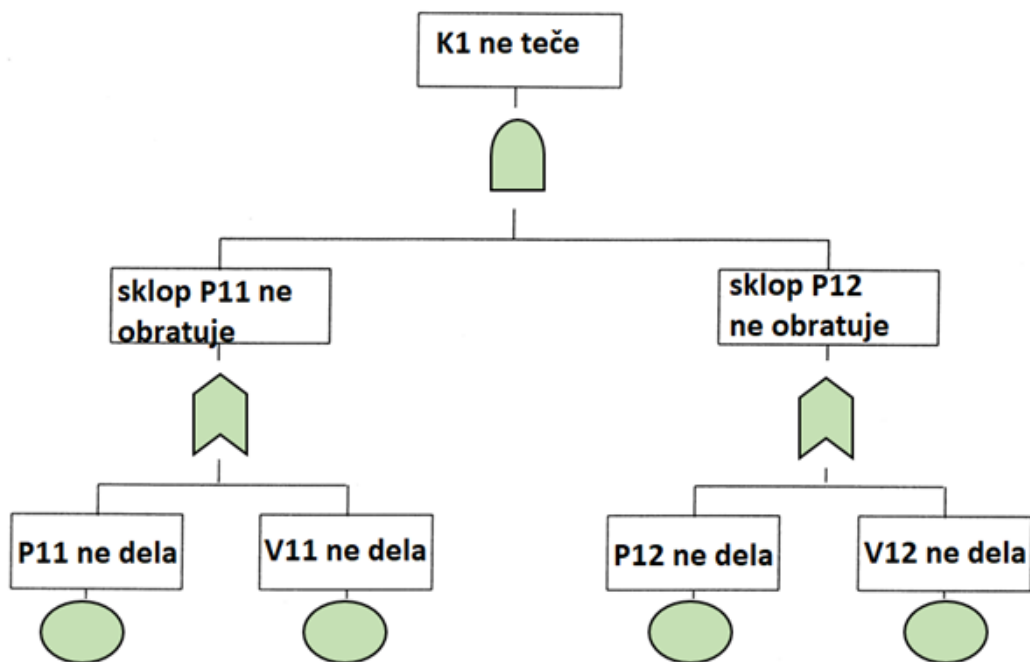 K1 ne teče
sklop P11 ne
obratuje
sklop P12
ne obratuje
P11 ne dela
V11 ne dela
P12 ne dela
V12 ne dela